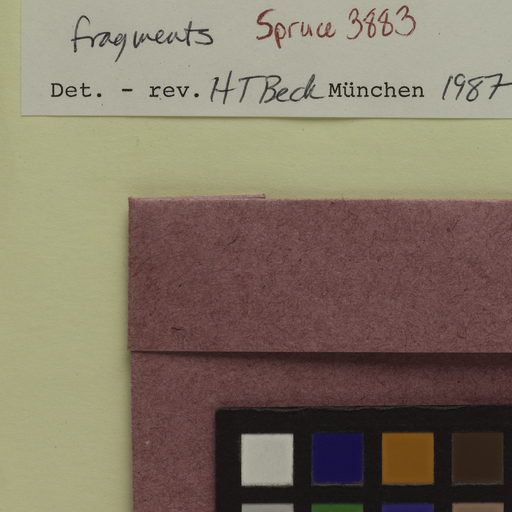 fragments Spruce 3883
Det. - rev. HTBeck München 1987